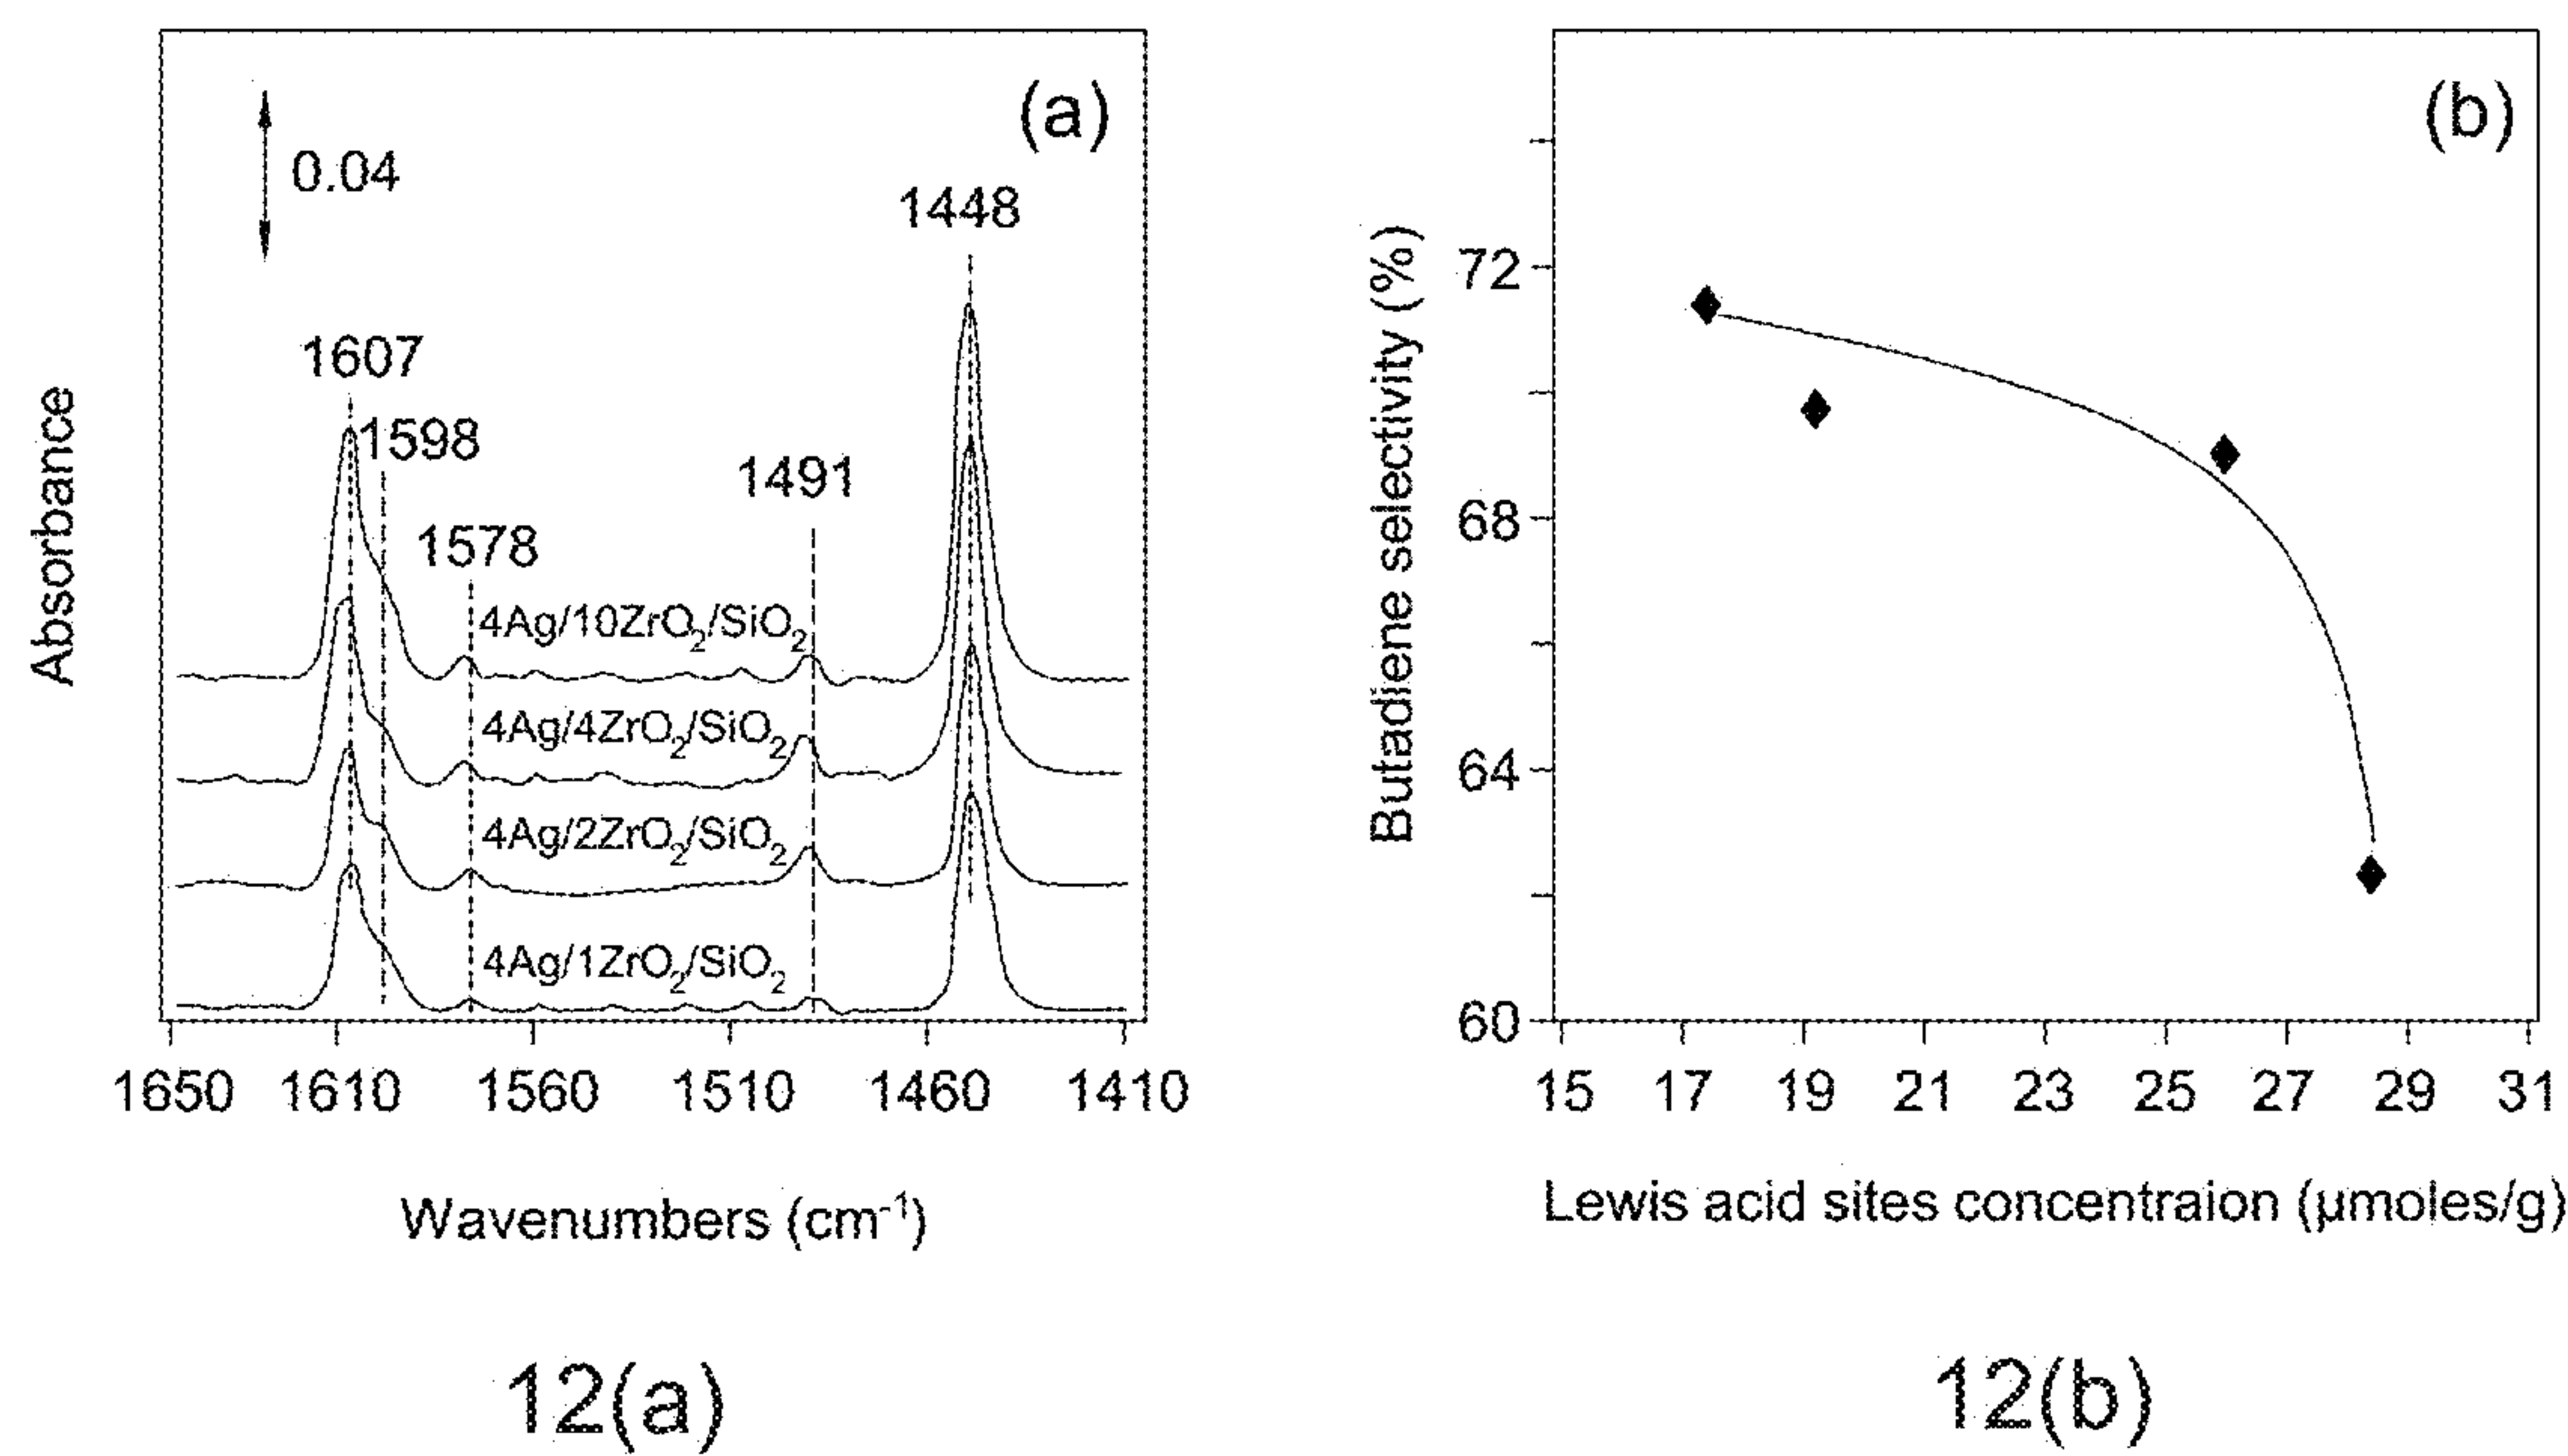 (a)
0.04
1448
1607
1598
1491
1578
4Ag/10ZrO₂/SiO₂
4Ag/4ZrO₂/SiO₂
4Ag/2ZrO₂/SiO₂
4Ag/1ZrO₂/SiO₂
Absorbance
1650 1610 1560 1510 1460 1410
Wavenumbers (cm⁻¹)
12(a)
(b)
72
68
64
60
Butadiene selectivity (%)
15 17 19 21 23 25 27 29 31
Lewis acid sites concentraion (µmoles/g)
12(b)